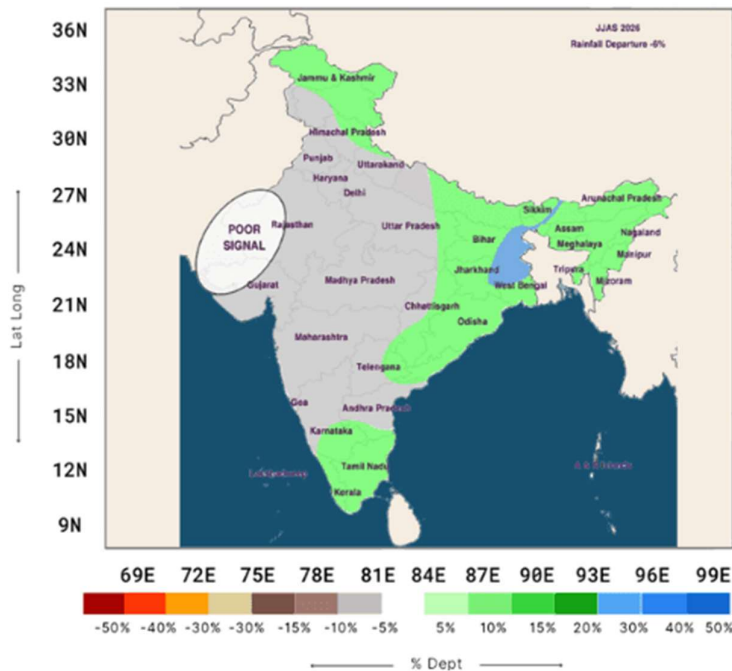 36N
JJAS 2026
Rainfall Departure -6%
33N
Jammu & Kashmir
30N
Himachal Pradesh
Punjab
Uttarakand
Haryana
27N
Delhi
Arunachal Pradesh
Sikkim
POOR
SIGNAL
Rajasthan
Uttar Pradesh
Assam
Nagaland
Bihar
Meghalaya
24N
Manipur
Jharkhand
Tripura
Gujarat
Madhya Pradesh
West Bengal
Mizoram
21N
Chhattisgarh
Odisha
Maharashtra
18N
Telengana
Goa
Andhra Pradesh
15N
Karnataka
12N
Tamil Nadu
Kerala
9N
Lat Long
69E 72E 75E 78E 81E 84E 87E 90E 93E 96E 99E
-50% -40% -30% -30% -15% -10% -5% 5% 10% 15% 20% 30% 40% 50%
% Dept